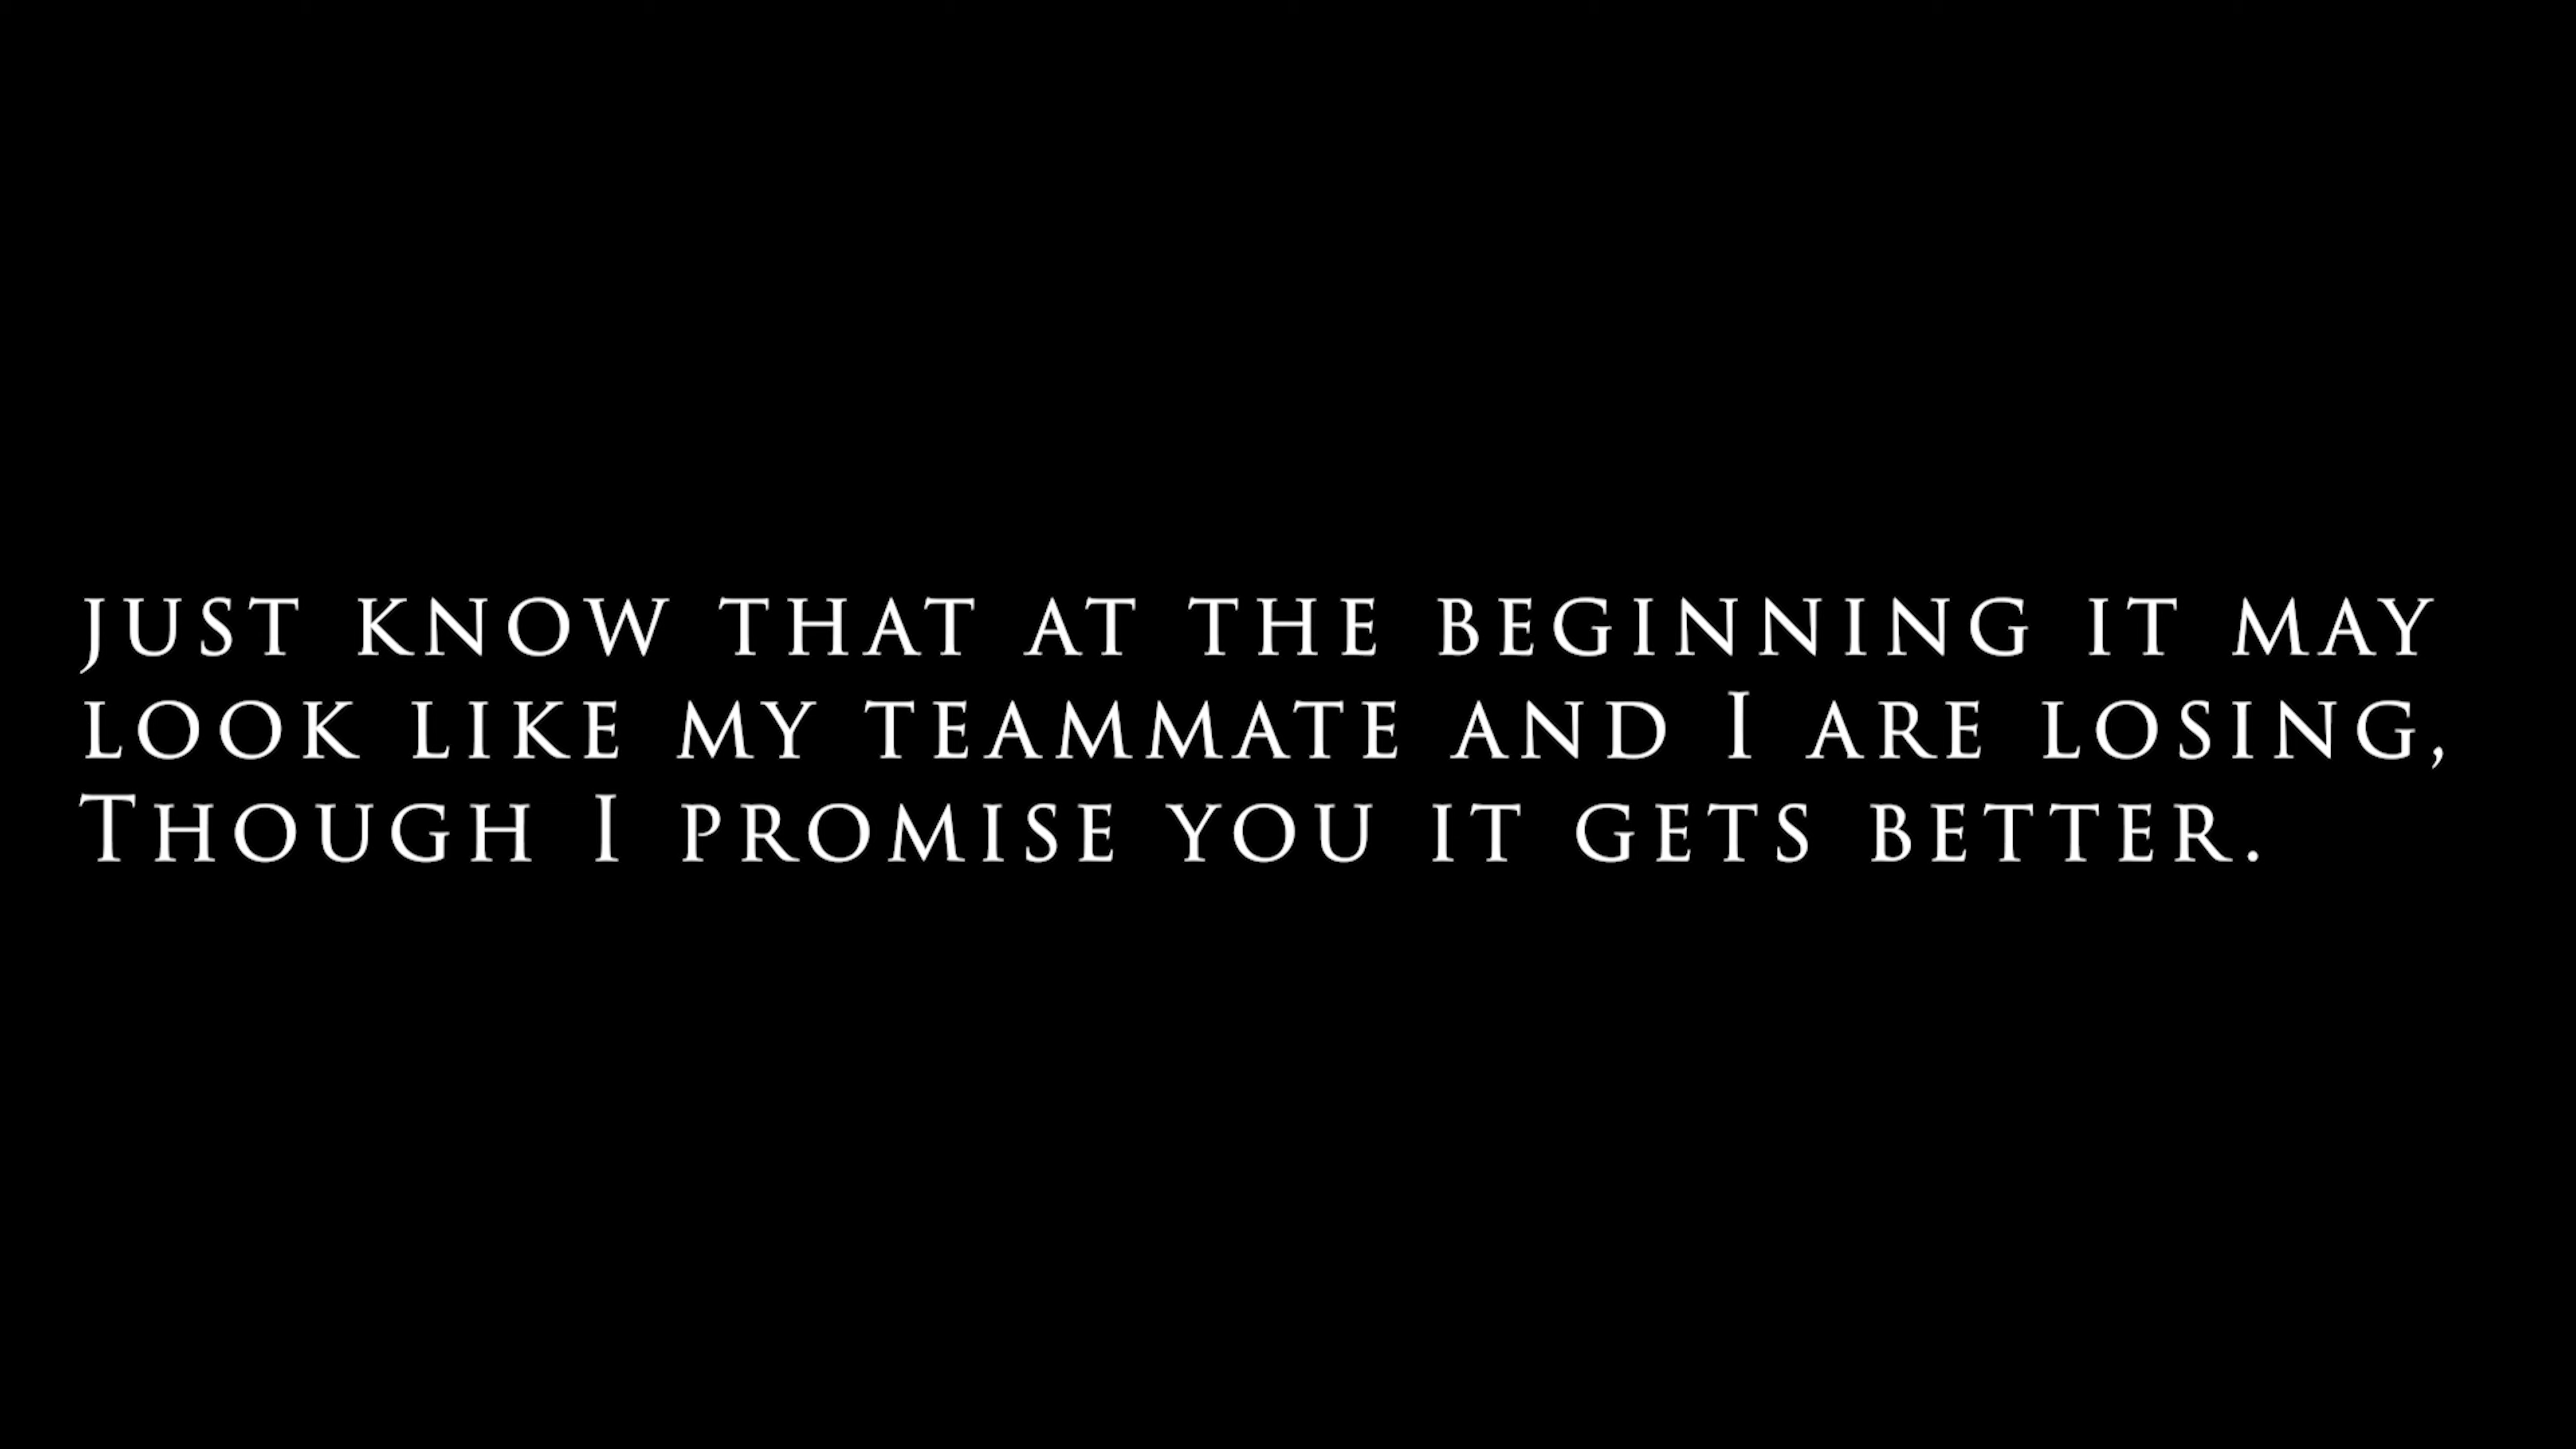 just know that at the beginning it may
look like my teammate and I are losing,
Though I promise you it gets better.